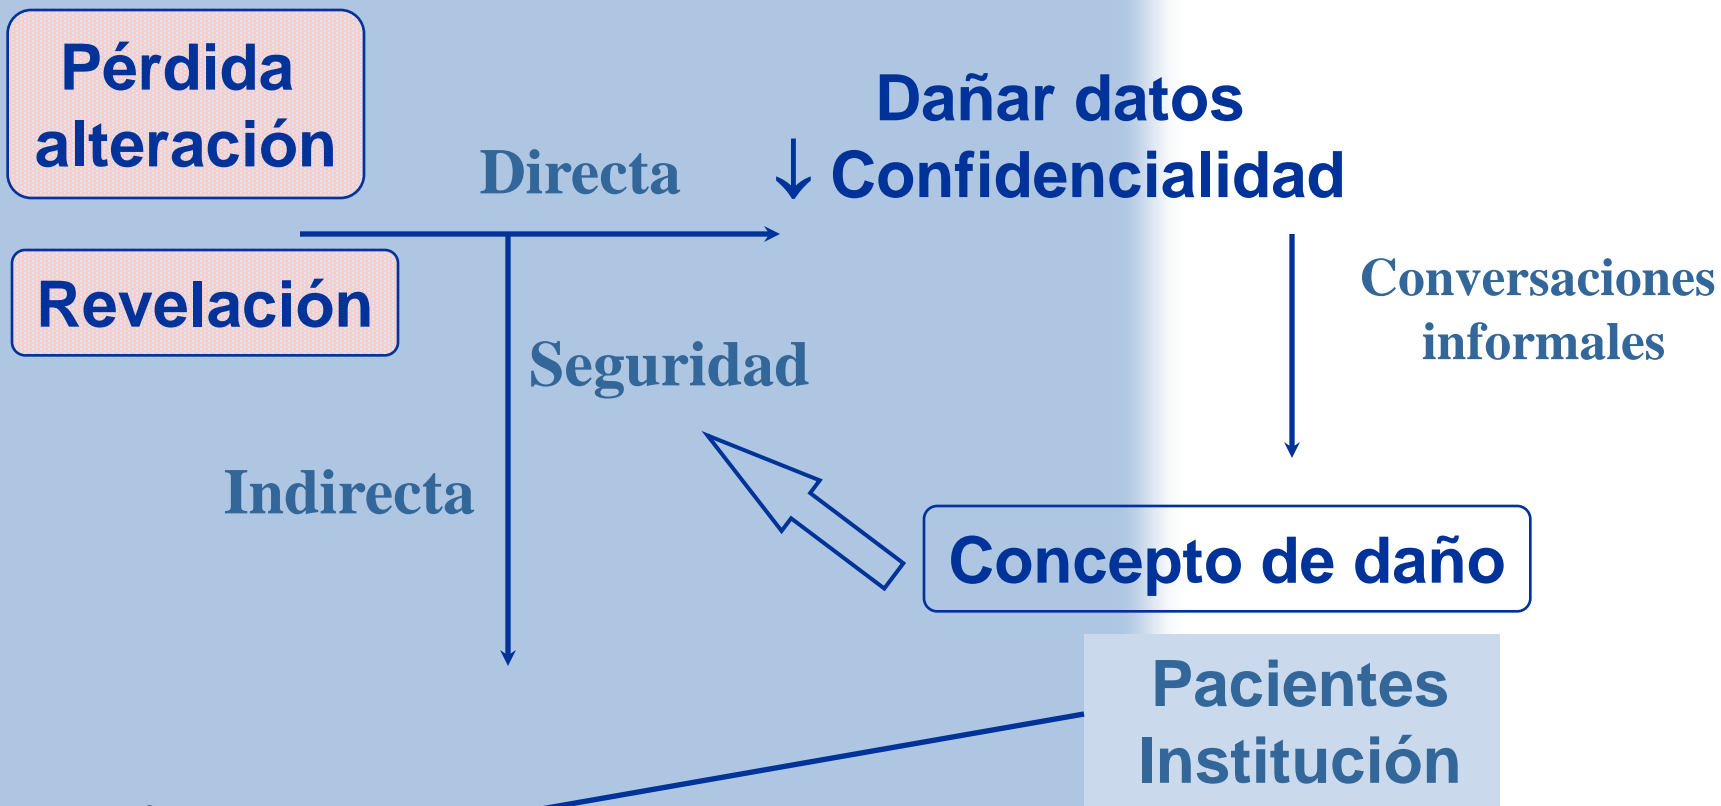 Pérdida
alteración
Dañar datos
↓ Confidencialidad
Directa
Revelación
Conversaciones
informales
Seguridad
Indirecta
Concepto de daño
Pacientes
Institución